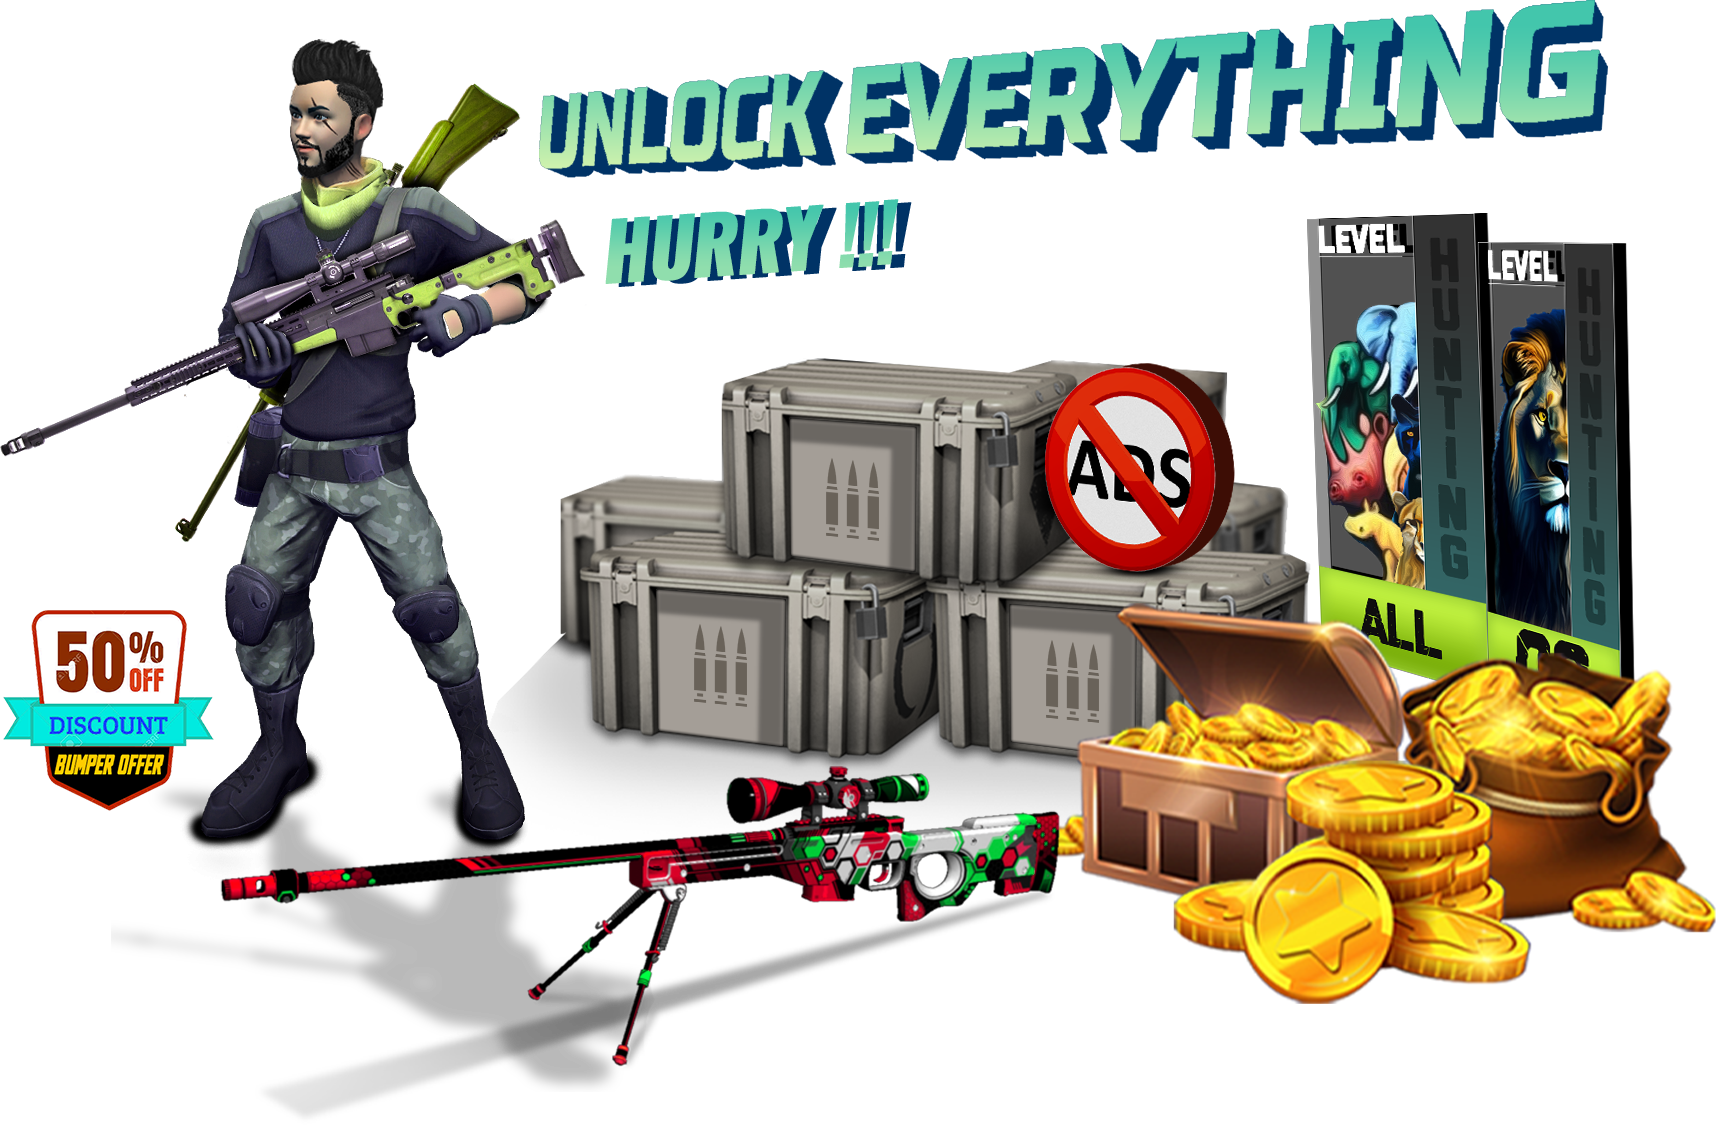 UNLOCK EVERYTHING
HURRY !!!!
LEVEL
HUNTING
ALL
LEVEL
HUNTING
ADS
50% OFF
DISCOUNT
BUMPER OFFER